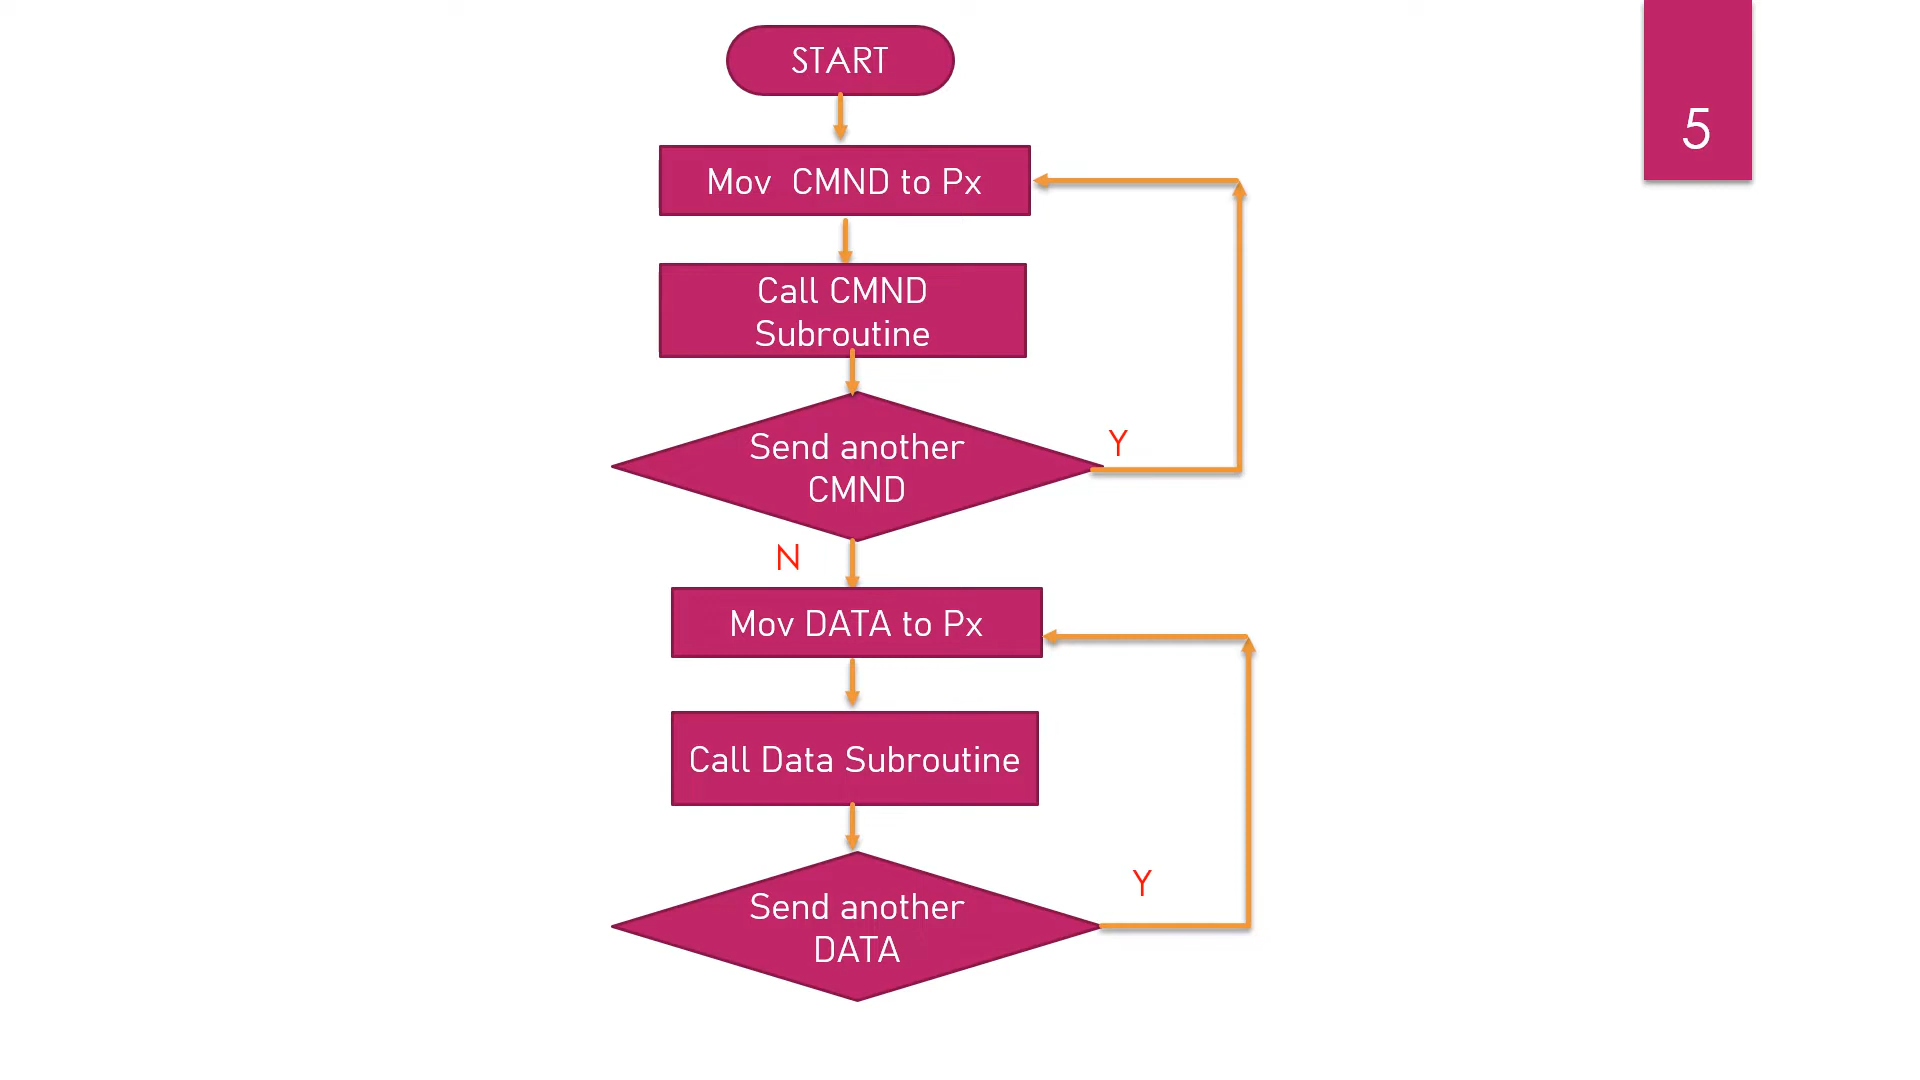 START
5
Mov CMND to Px
Call CMND
Subroutine
Send another
CMND
Y
N
Mov DATA to Px
Call Data Subroutine
Send another
DATA
Y